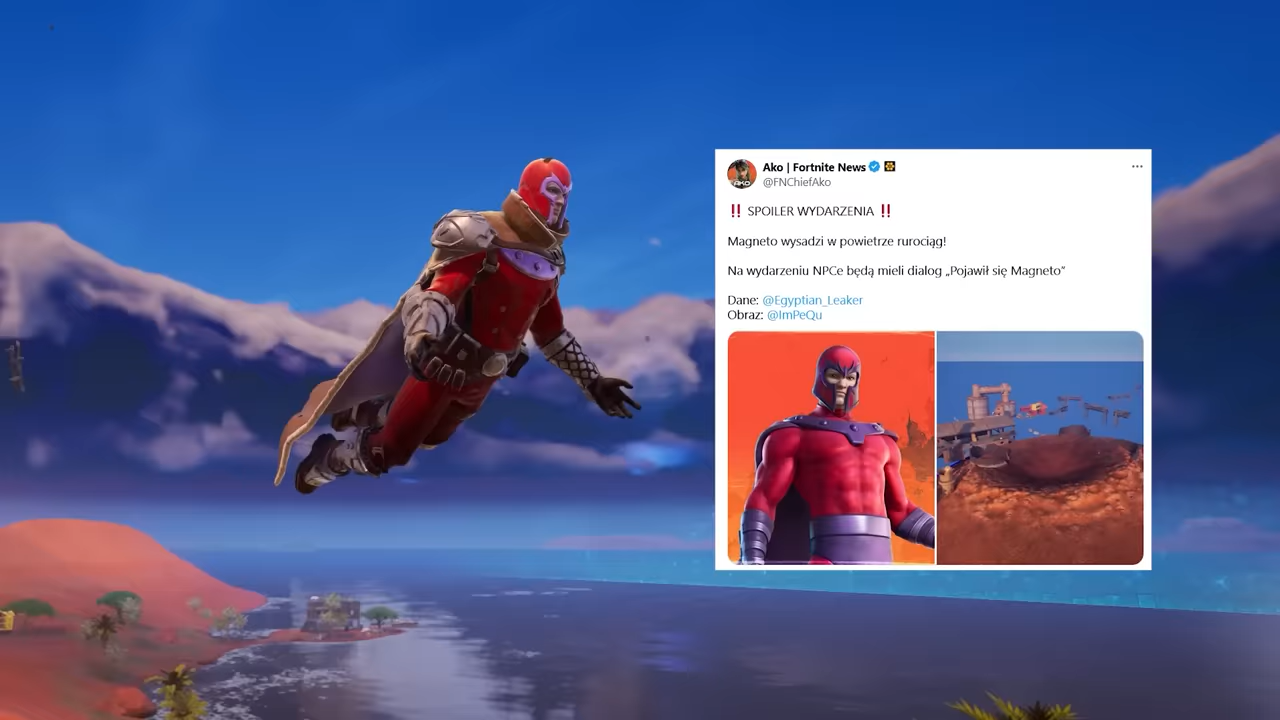 Ako | Fortnite News
@FNChiefAko
‼ SPOILER WYDARZENIA ‼
Magneto wysadzi w powietrze rurociąg!
Na wydarzeniu NPCe będą mieli dialog „Pojawił się Magneto”
Dane: @Egyptian_Leaker
Obraz: @ImPeQu